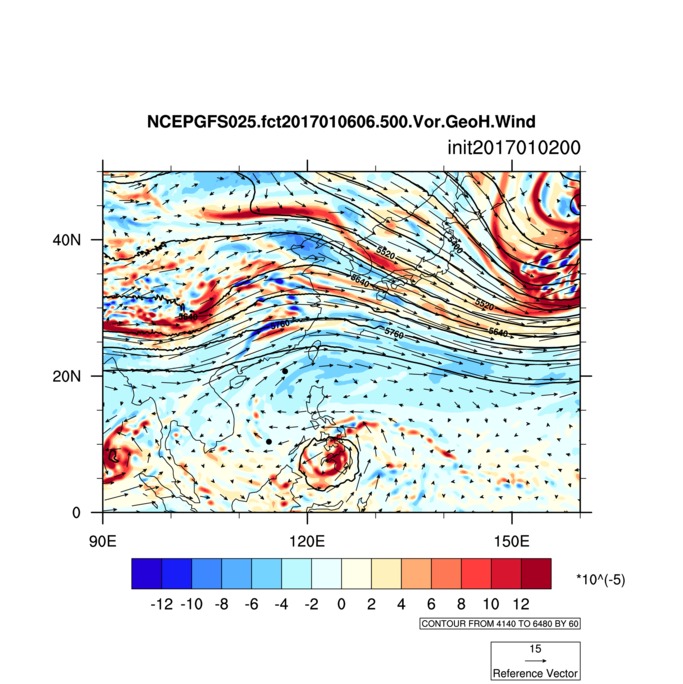 NCEPGFS025.fct2017010606.500.Vor.GeoH.Wind
init2017010200
40N
20N
0
90E 120E 150E
5520
5640
5760
5760
5520
5640
-12 -10 -8 -6 -4 -2 0 2 4 6 8 10 12
*10^(-5)
CONTOUR FROM 4140 TO 6480 BY 60
15
Reference Vector